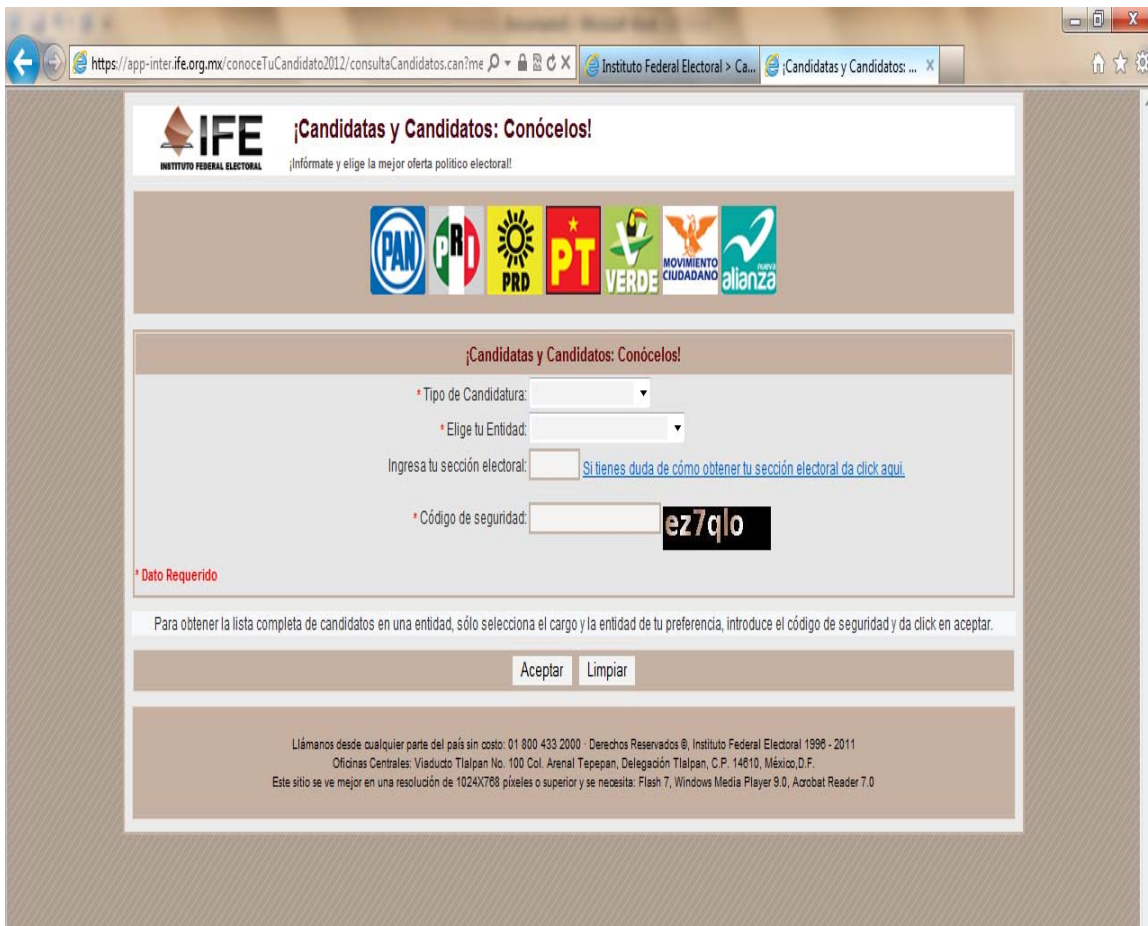 https://app-inter.ife.org.mx/conoceTuCandidato2012/consultaCandidatos.can?me
Instituto Federal Electoral > Ca...
¡Candidatas y Candidatos: ...
IFE
INSTITUTO FEDERAL ELECTORAL
¡Candidatas y Candidatos: Conócelos!
¡Infórmate y elige la mejor oferta político electoral!
PAN
PRI
PRD
PT
VERDE
MOVIMIENTO
CIUDADANO
nueva
alianza
¡Candidatas y Candidatos: Conócelos!
* Tipo de Candidatura:
* Elige tu Entidad:
Ingresa tu sección electoral:
Si tienes duda de cómo obtener tu sección electoral da click aqui.
* Código de seguridad:
ez7qlo
* Dato Requerido
Para obtener la lista completa de candidatos en una entidad, sólo selecciona el cargo y la entidad de tu preferencia, introduce el código de seguridad y da click en aceptar.
Aceptar
Limpiar
Llámanos desde cualquier parte del país sin costo: 01 800 433 2000 · Derechos Reservados ©, Instituto Federal Electoral 1996 - 2011
Oficinas Centrales: Viaducto Tlalpan No. 100 Col. Arenal Tepepan, Delegación Tlalpan, C.P. 14610, México,D.F.
Este sitio se ve mejor en una resolución de 1024X768 píxeles o superior y se necesita: Flash 7, Windows Media Player 9.0, Acrobat Reader 7.0